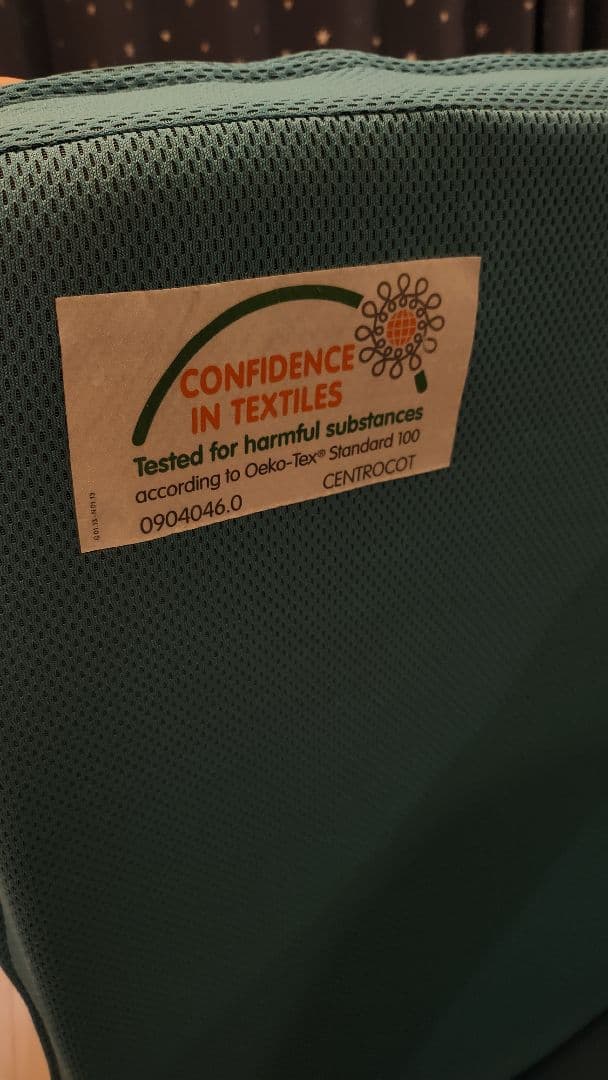 CONFIDENCE
IN TEXTILES
Tested for harmful substances
according to Oeko-Tex® Standard 100
0904046.0 CENTROCOT